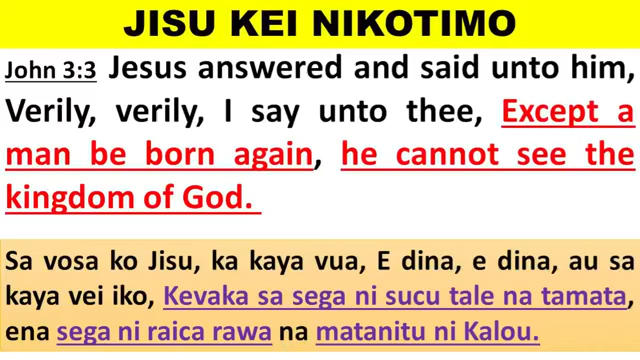 JISU KEI NIKOTIMO
John 3:3 Jesus answered and said unto him,
Verily, verily, I say unto thee, Except a
man be born again, he cannot see the
kingdom of God.
Sa vosa ko Jisu, ka kaya vua, E dina, e dina, au sa
kaya vei iko, Kevaka sa sega ni sucu tale na tamata,
ena sega ni raica rawa na matanitu ni Kalou.